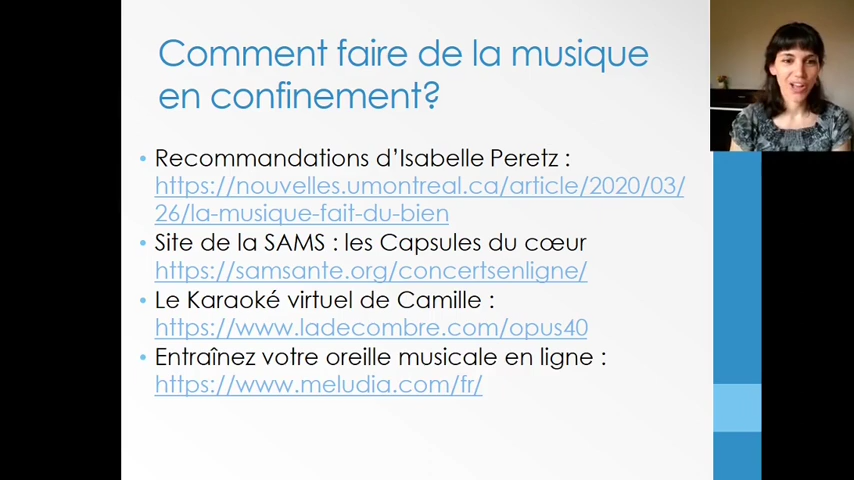 Comment faire de la musique
en confinement?
• Recommandations d'Isabelle Peretz :
https://nouvelles.umontreal.ca/article/2020/03/
26/la-musique-fait-du-bien
• Site de la SAMS : les Capsules du cœur
https://samsante.org/concertsenligne/
• Le Karaoké virtuel de Camille :
https://www.ladecombre.com/opus40
• Entraînez votre oreille musicale en ligne :
https://www.meludia.com/fr/